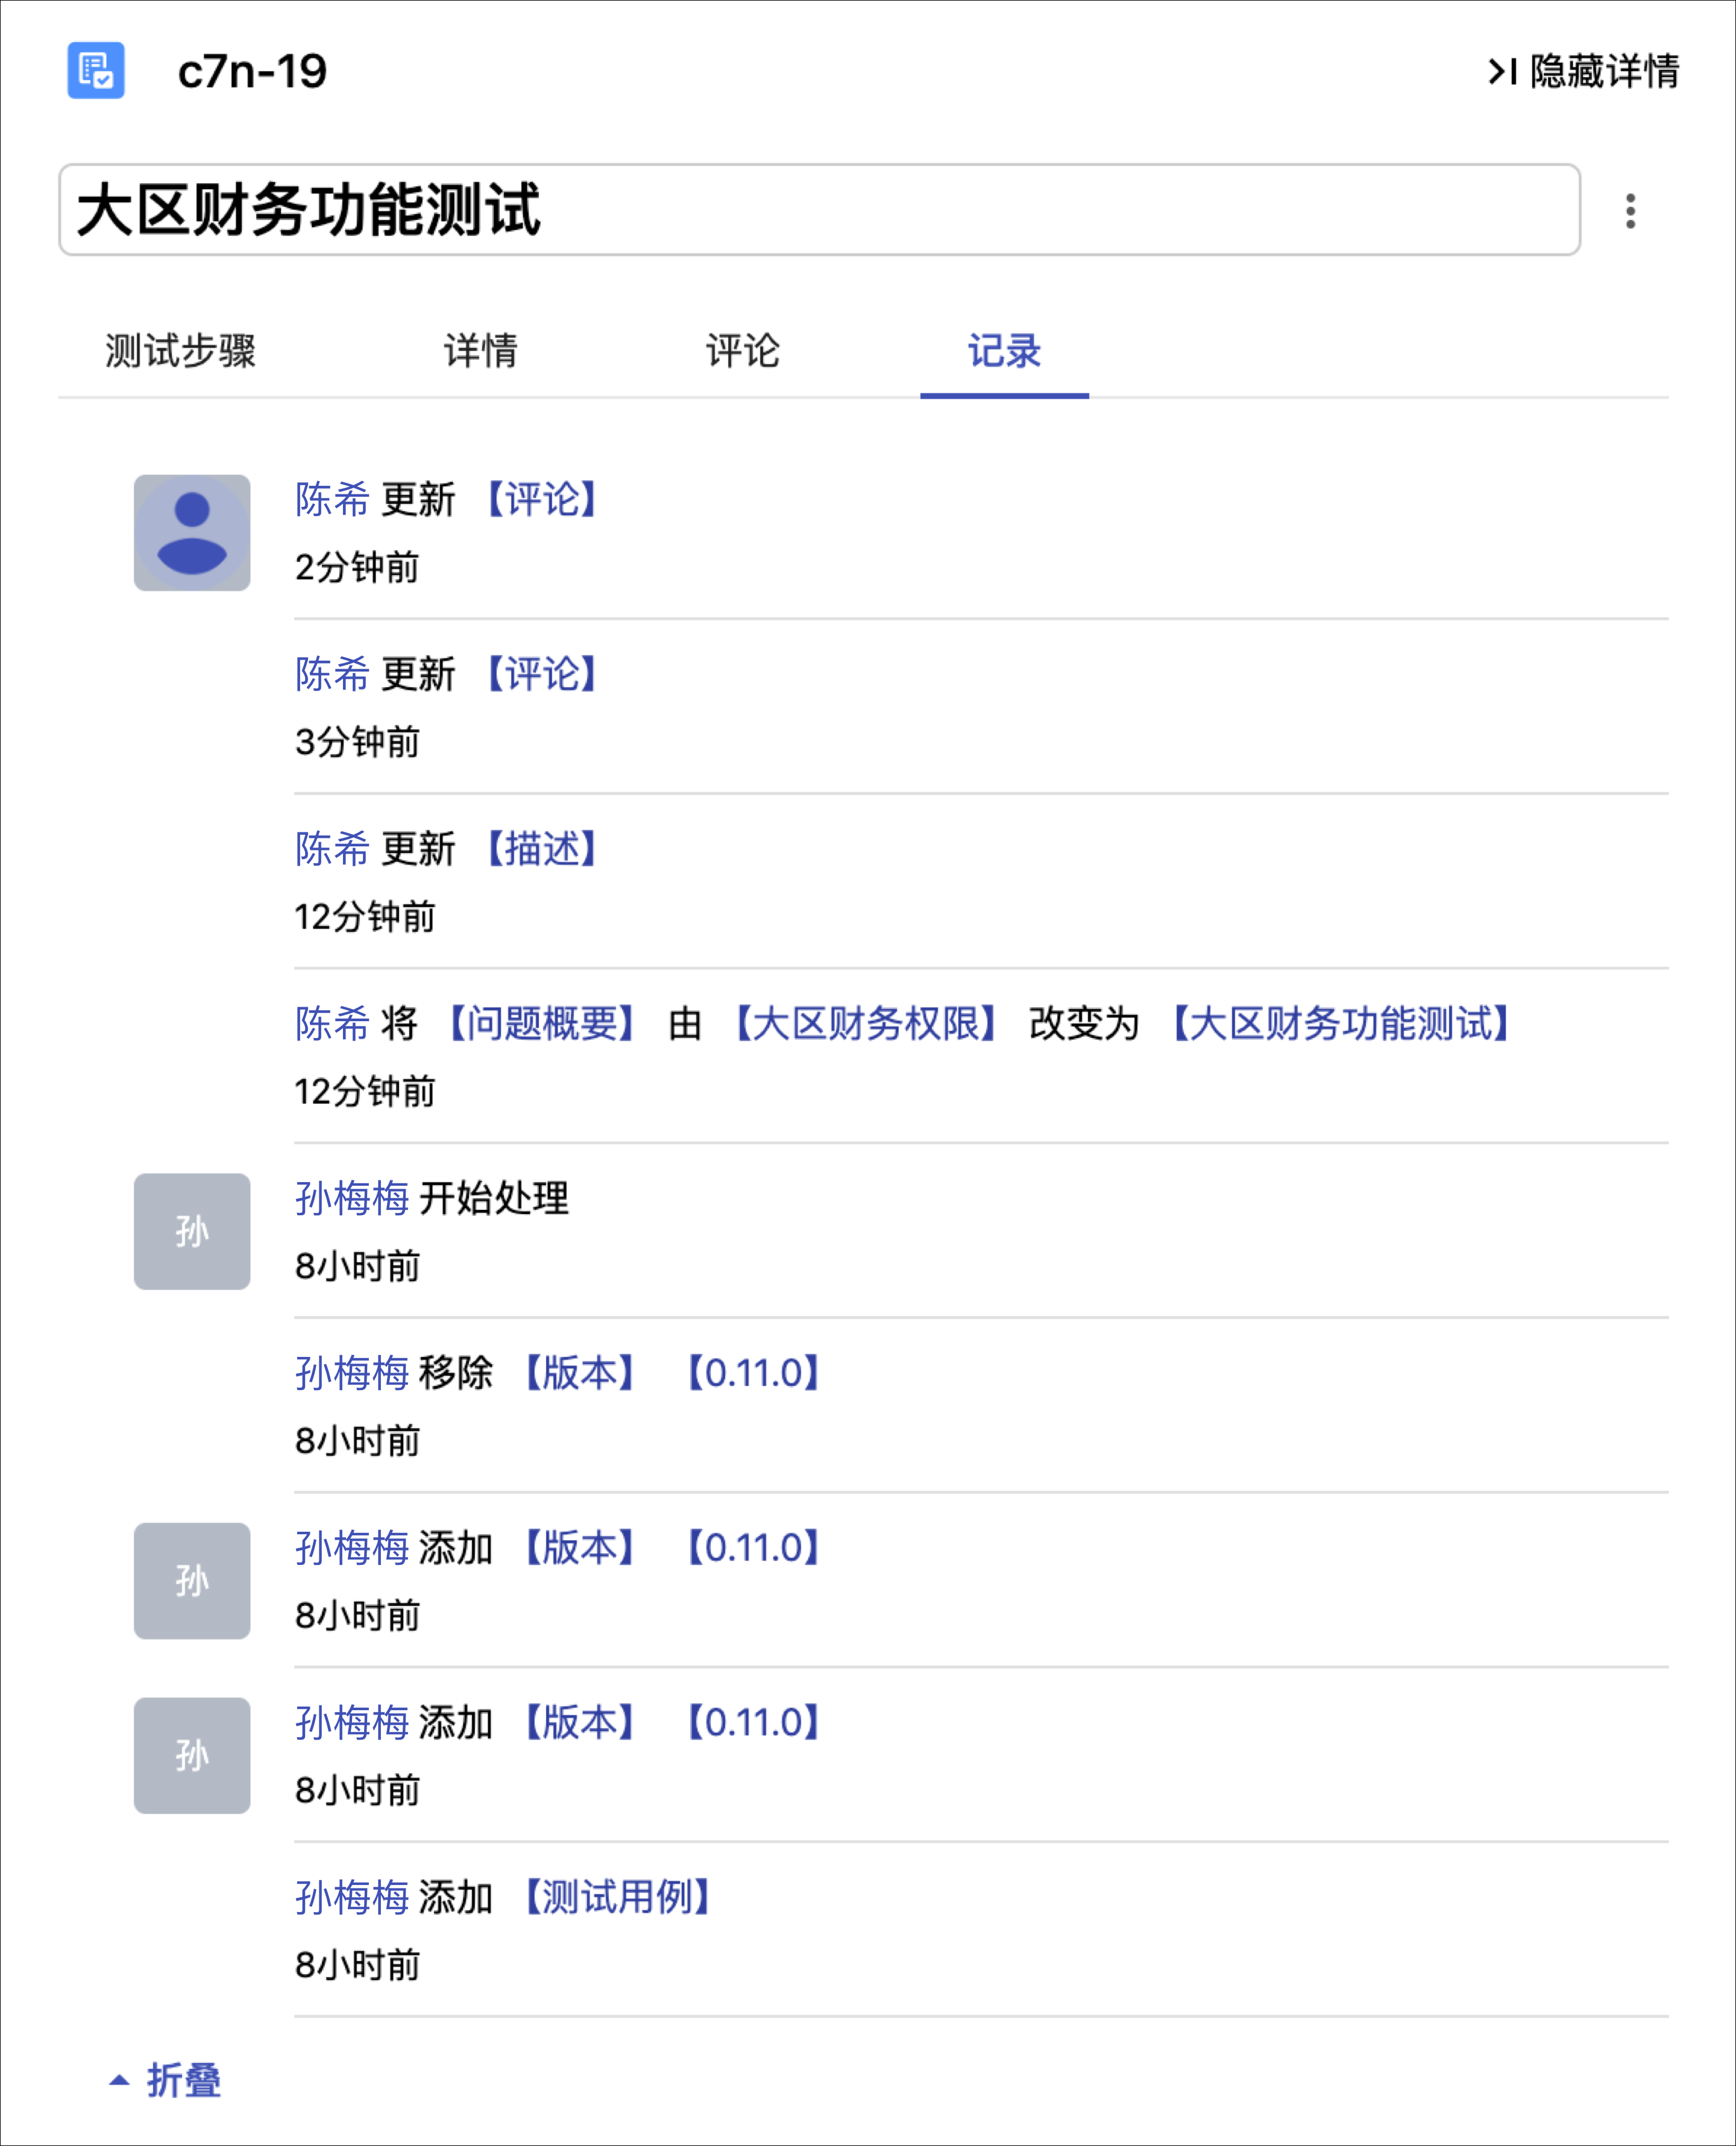 c7n-19
隐藏详情
大区财务功能测试
测试步骤 详情 评论 记录
陈希 更新 【评论】
2分钟前
陈希 更新 【评论】
3分钟前
陈希 更新 【描述】
12分钟前
陈希 将 【问题概要】 由 【大区财务权限】 改变为 【大区财务功能测试】
12分钟前
孙
孙梅梅 开始处理
8小时前
孙梅梅 移除 【版本】 【0.11.0】
8小时前
孙
孙梅梅 添加 【版本】 【0.11.0】
8小时前
孙
孙梅梅 添加 【版本】 【0.11.0】
8小时前
孙梅梅 添加 【测试用例】
8小时前
折叠